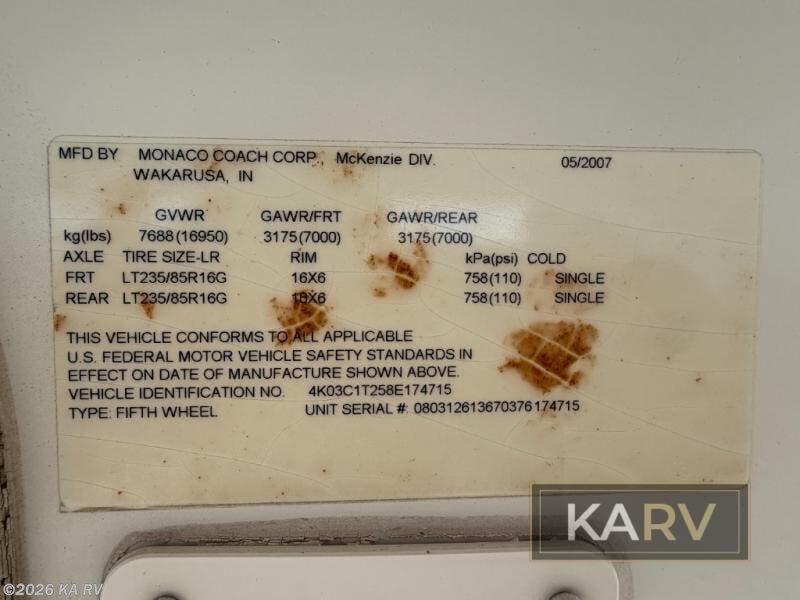 MFD BY MONACO COACH CORP., McKenzie DIV. 05/2007
WAKARUSA, IN
GVWR GAWR/FRT GAWR/REAR
kg(lbs) 7688(16950) 3175(7000) 3175(7000)
AXLE TIRE SIZE-LR RIM kPa(psi) COLD
FRT LT235/85R16G 16X6 758(110) SINGLE
REAR LT235/85R16G 16X6 758(110) SINGLE
THIS VEHICLE CONFORMS TO ALL APPLICABLE
U.S. FEDERAL MOTOR VEHICLE SAFETY STANDARDS IN
EFFECT ON DATE OF MANUFACTURE SHOWN ABOVE.
VEHICLE IDENTIFICATION NO. 4K03C1T258E174715
TYPE: FIFTH WHEEL UNIT SERIAL #: 080312613670376174715
KARV
©2026 KA RV